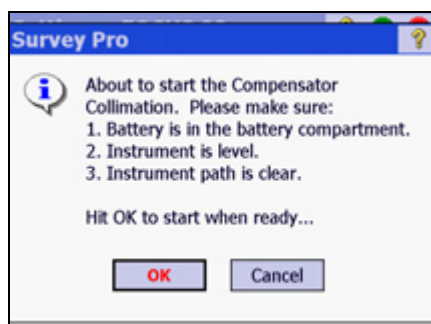 Survey Pro
?
About to start the Compensator
Collimation. Please make sure:
1. Battery is in the battery compartment.
2. Instrument is level.
3. Instrument path is clear.
Hit OK to start when ready...
OK
Cancel